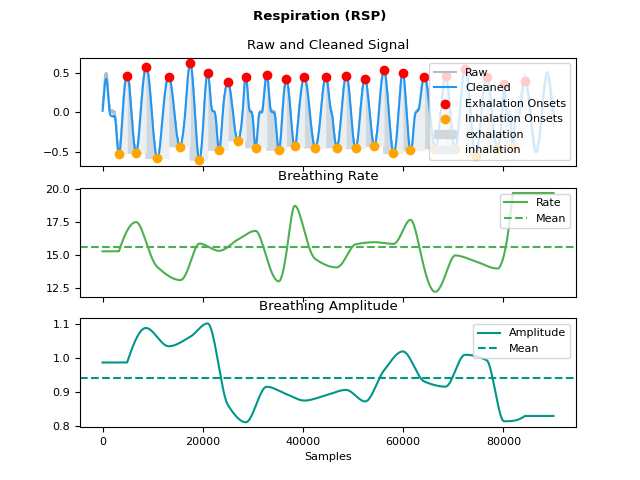 Respiration (RSP)
Raw and Cleaned Signal
0.5
0.0
−0.5
Raw
Cleaned
Exhalation Onsets
Inhalation Onsets
exhalation
inhalation
Breathing Rate
20.0
17.5
15.0
12.5
Rate
Mean
Breathing Amplitude
1.1
1.0
0.9
0.8
Amplitude
Mean
0
20000
40000
60000
80000
Samples